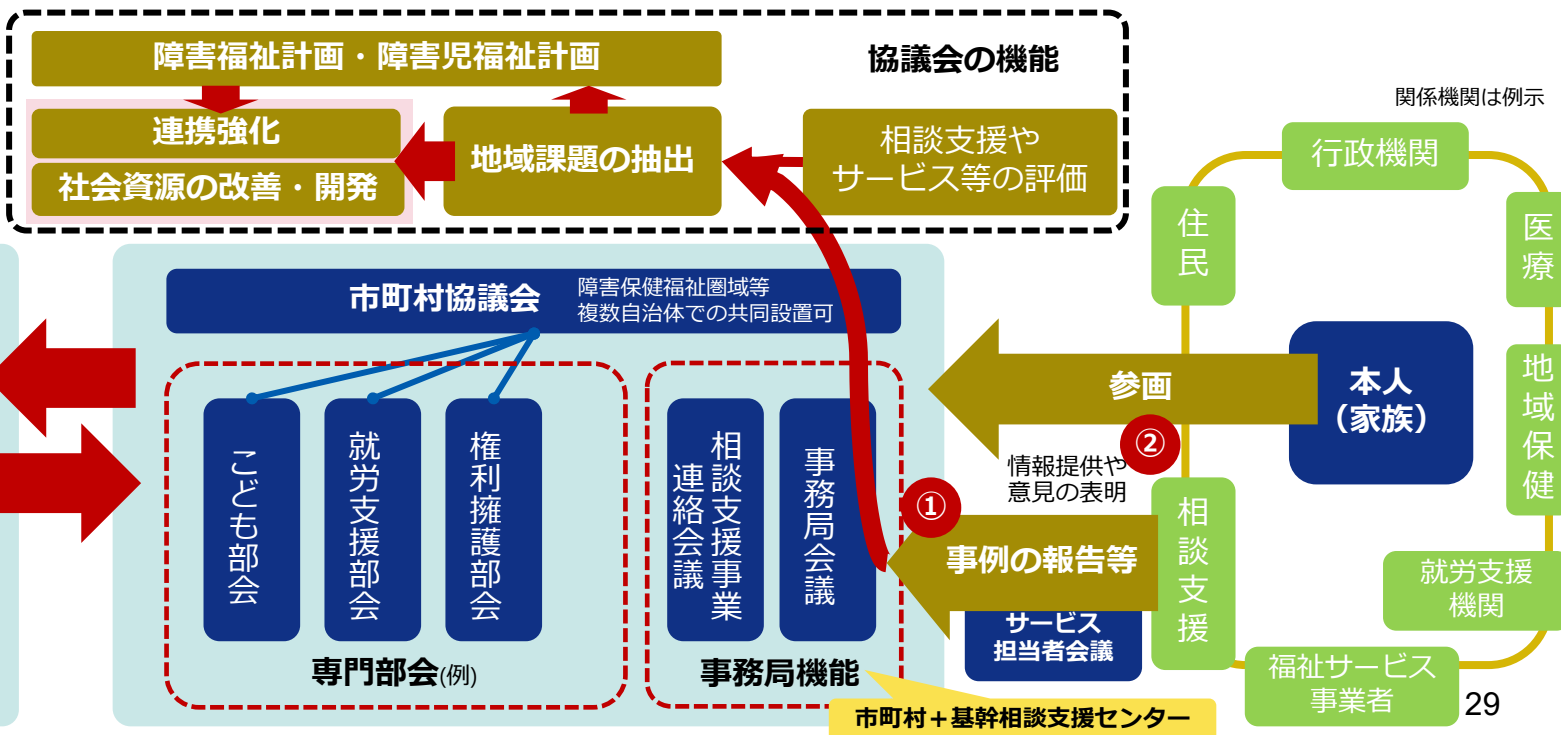 障害福祉計画・障害児福祉計画
協議会の機能
連携強化
社会資源の改善・開発
地域課題の抽出
相談支援や
サービス等の評価
関係機関は例示
行政機関
住民
医療
市町村協議会
障害保健福祉圏域等
複数自治体での共同設置可
こども部会
就労支援部会
権利擁護部会
専門部会(例)
相談支援事業
連絡会議
事務局会議
事務局機能
参画
本人
(家族)
地域保健
②
情報提供や
意見の表明
①
事例の報告等
相談支援
サービス
担当者会議
就労支援
機関
福祉サービス
事業者
市町村+基幹相談支援センター
29